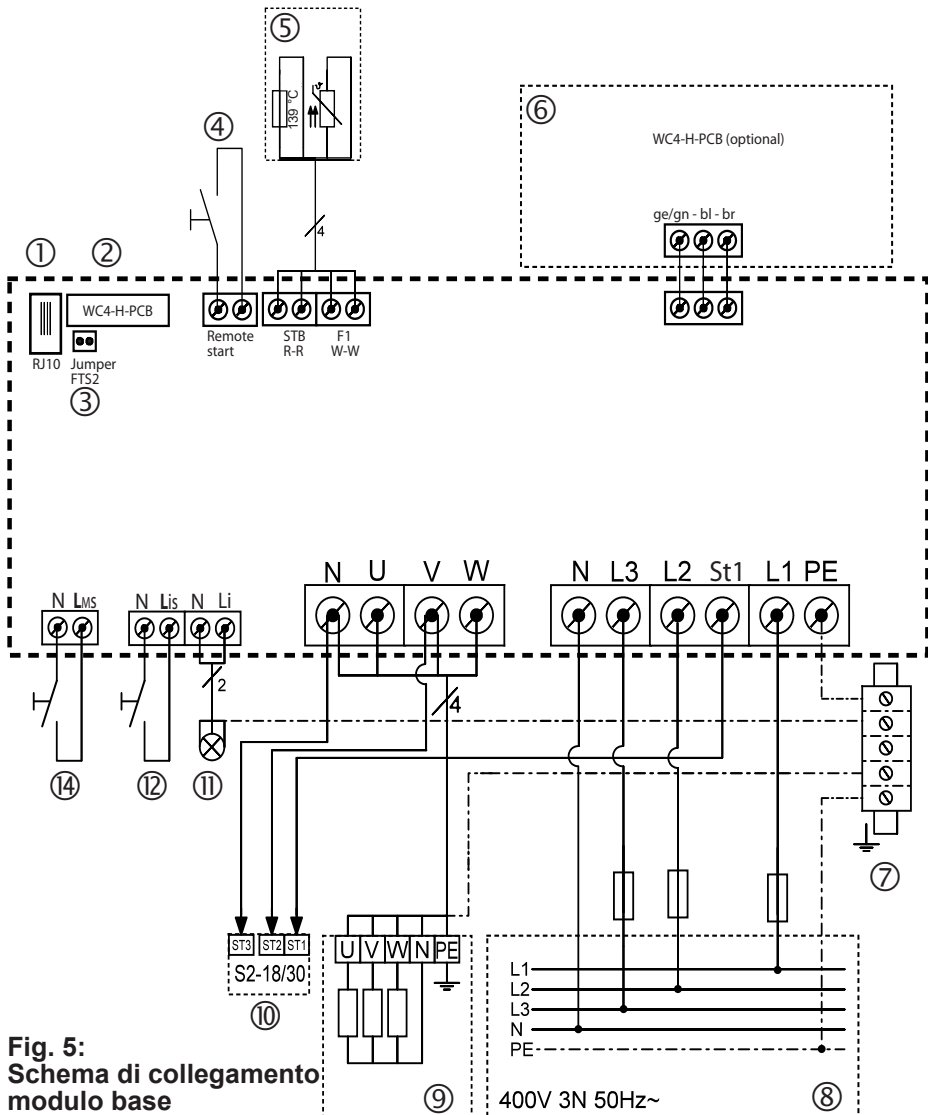 ⑤
139 °C
ϑ
④
4
⑥
WC4-H-PCB (optional)
ge/gn - bl - br
① ②
WC4-H-PCB
RJ10 Jumper
FTS2
③
Remote
start
STB
R-R
F1
W-W
N U V W
N L3 L2 St1 L1 PE
N LMS
N Lis N Li
2
4
⑭ ⑫ ⑪
⑦
ST3 ST2 ST1
S2-18/30
⑩
U V W N PE
⑨
L1
L2
L3
N
PE
400V 3N 50Hz~
⑧
Fig. 5:
Schema di collegamento
modulo base